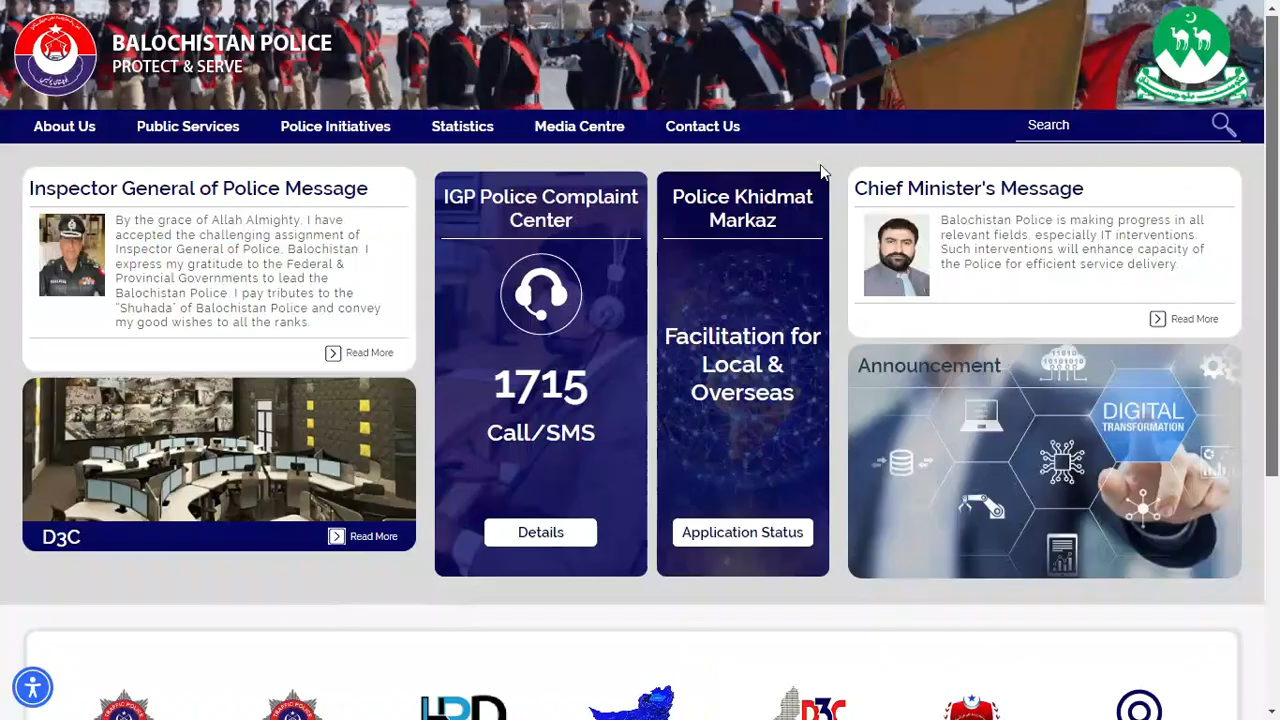 BALOCHISTAN POLICE
PROTECT & SERVE
About Us
Public Services
Police Initiatives
Statistics
Media Centre
Contact Us
Search
Inspector General of Police Message
By the grace of Allah Almighty, I have
accepted the challenging assignment of
Inspector General of Police, Balochistan. I
express my gratitude to the Federal &
Provincial Governments to lead the
Balochistan Police. I pay tributes to the
"Shuhada" of Balochistan Police and convey
my good wishes to all the ranks.
Read More
D3C
Read More
IGP Police Complaint
Center
1715
Call/SMS
Details
Police Khidmat
Markaz
Facilitation for
Local &
Overseas
Application Status
Chief Minister's Message
Balochistan Police is making progress in all
relevant fields, especially IT interventions.
Such interventions will enhance capacity of
the Police for efficient service delivery.
Read More
Announcement
DIGITAL
TRANSFORMATION
D3C